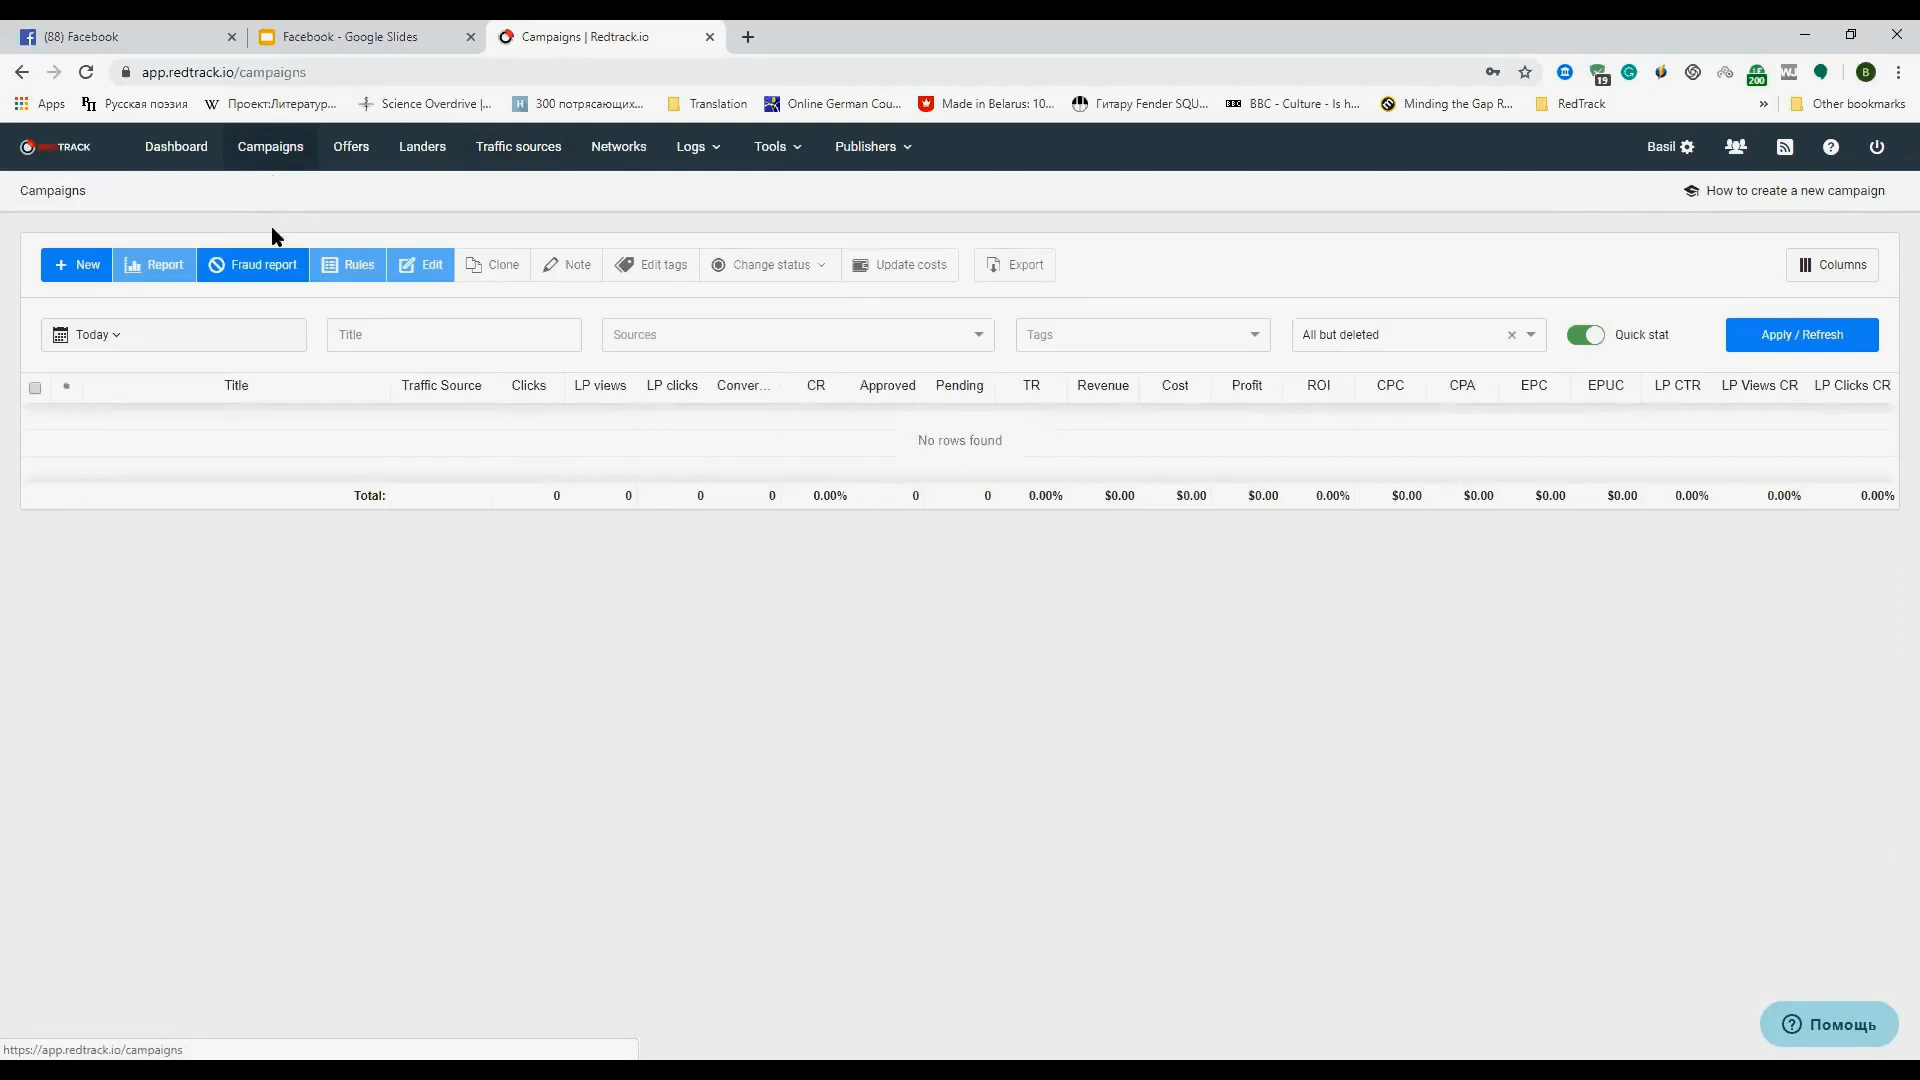 (88) Facebook
Facebook - Google Slides
Campaigns | Redtrack.io
app.redtrack.io/campaigns
19
200
B
Apps
Русская поэзия
Проект:Литератур...
Science Overdrive |...
300 потрясающих...
Translation
Online German Cou...
Made in Belarus: 10...
Гитару Fender SQU...
BBC - Culture - Is h...
Minding the Gap R...
RedTrack
»
Other bookmarks
REDTRACK
Dashboard
Campaigns
Offers
Landers
Traffic sources
Networks
Logs
Tools
Publishers
Basil
Campaigns
How to create a new campaign
+ New
Report
Fraud report
Rules
Edit
Clone
Note
Edit tags
Change status
Update costs
Export
Columns
Today
Title
Sources
Tags
All but deleted
Quick stat
Apply / Refresh
Title
Traffic Source
Clicks
LP views
LP clicks
Conver...
CR
Approved
Pending
TR
Revenue
Cost
Profit
ROI
CPC
CPA
EPC
EPUC
LP CTR
LP Views CR
LP Clicks CR
No rows found
Total: 0 0 0 0 0.00% 0 0 0.00% $0.00 $0.00 $0.00 0.00% $0.00 $0.00 $0.00 $0.00 0.00% 0.00% 0.00%
Помощь
https://app.redtrack.io/campaigns